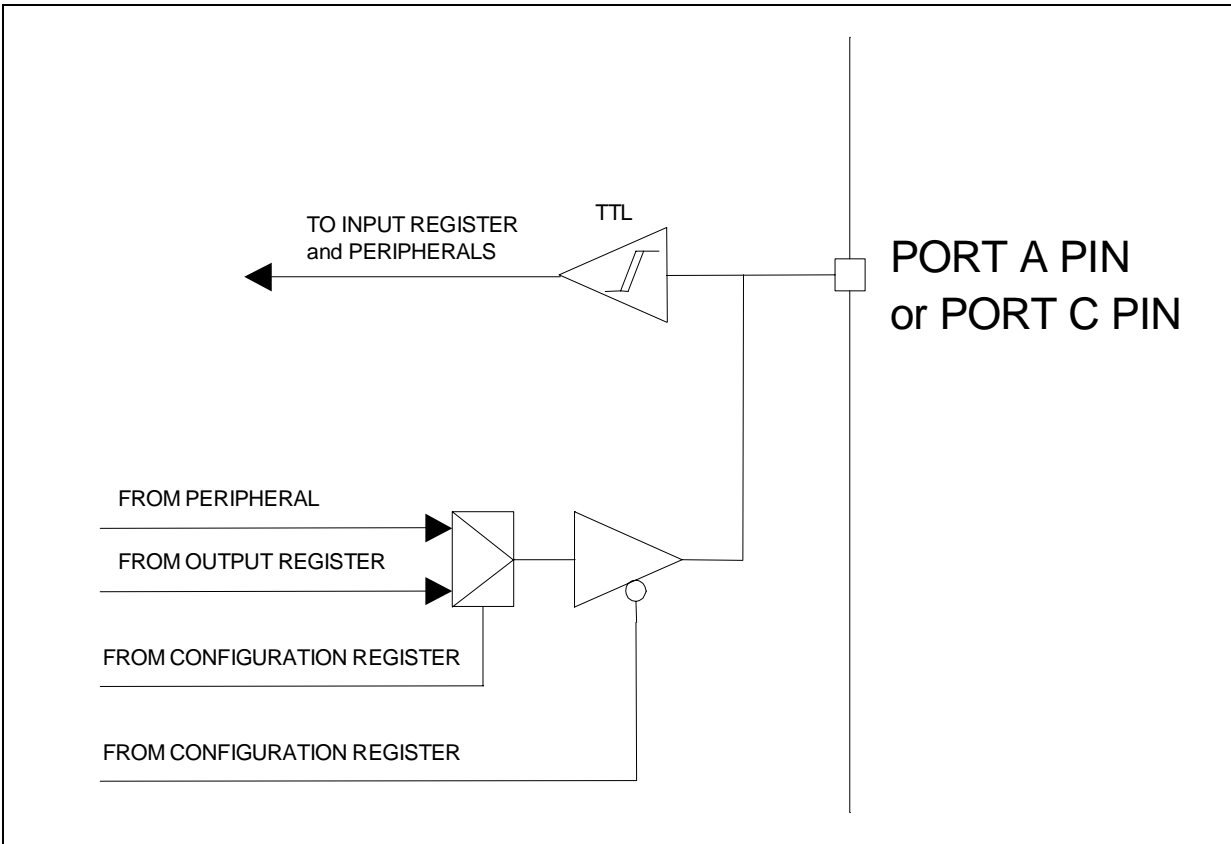 TTL
TO INPUT REGISTER
and PERIPHERALS
PORT A PIN
or PORT C PIN
FROM PERIPHERAL
FROM OUTPUT REGISTER
FROM CONFIGURATION REGISTER
FROM CONFIGURATION REGISTER